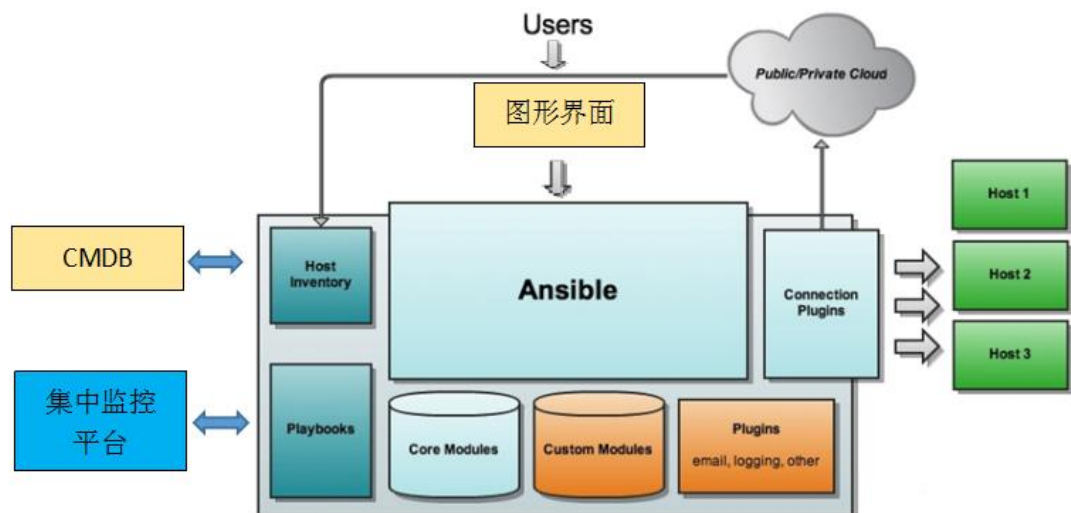 Users
Public/Private Cloud
图形界面
Host 1
CMDB
Host
Inventory
Ansible
Connection
Plugins
Host 2
Host 3
集中监控
平台
Playbooks
Core Modules
Custom Modules
Plugins
email, logging, other